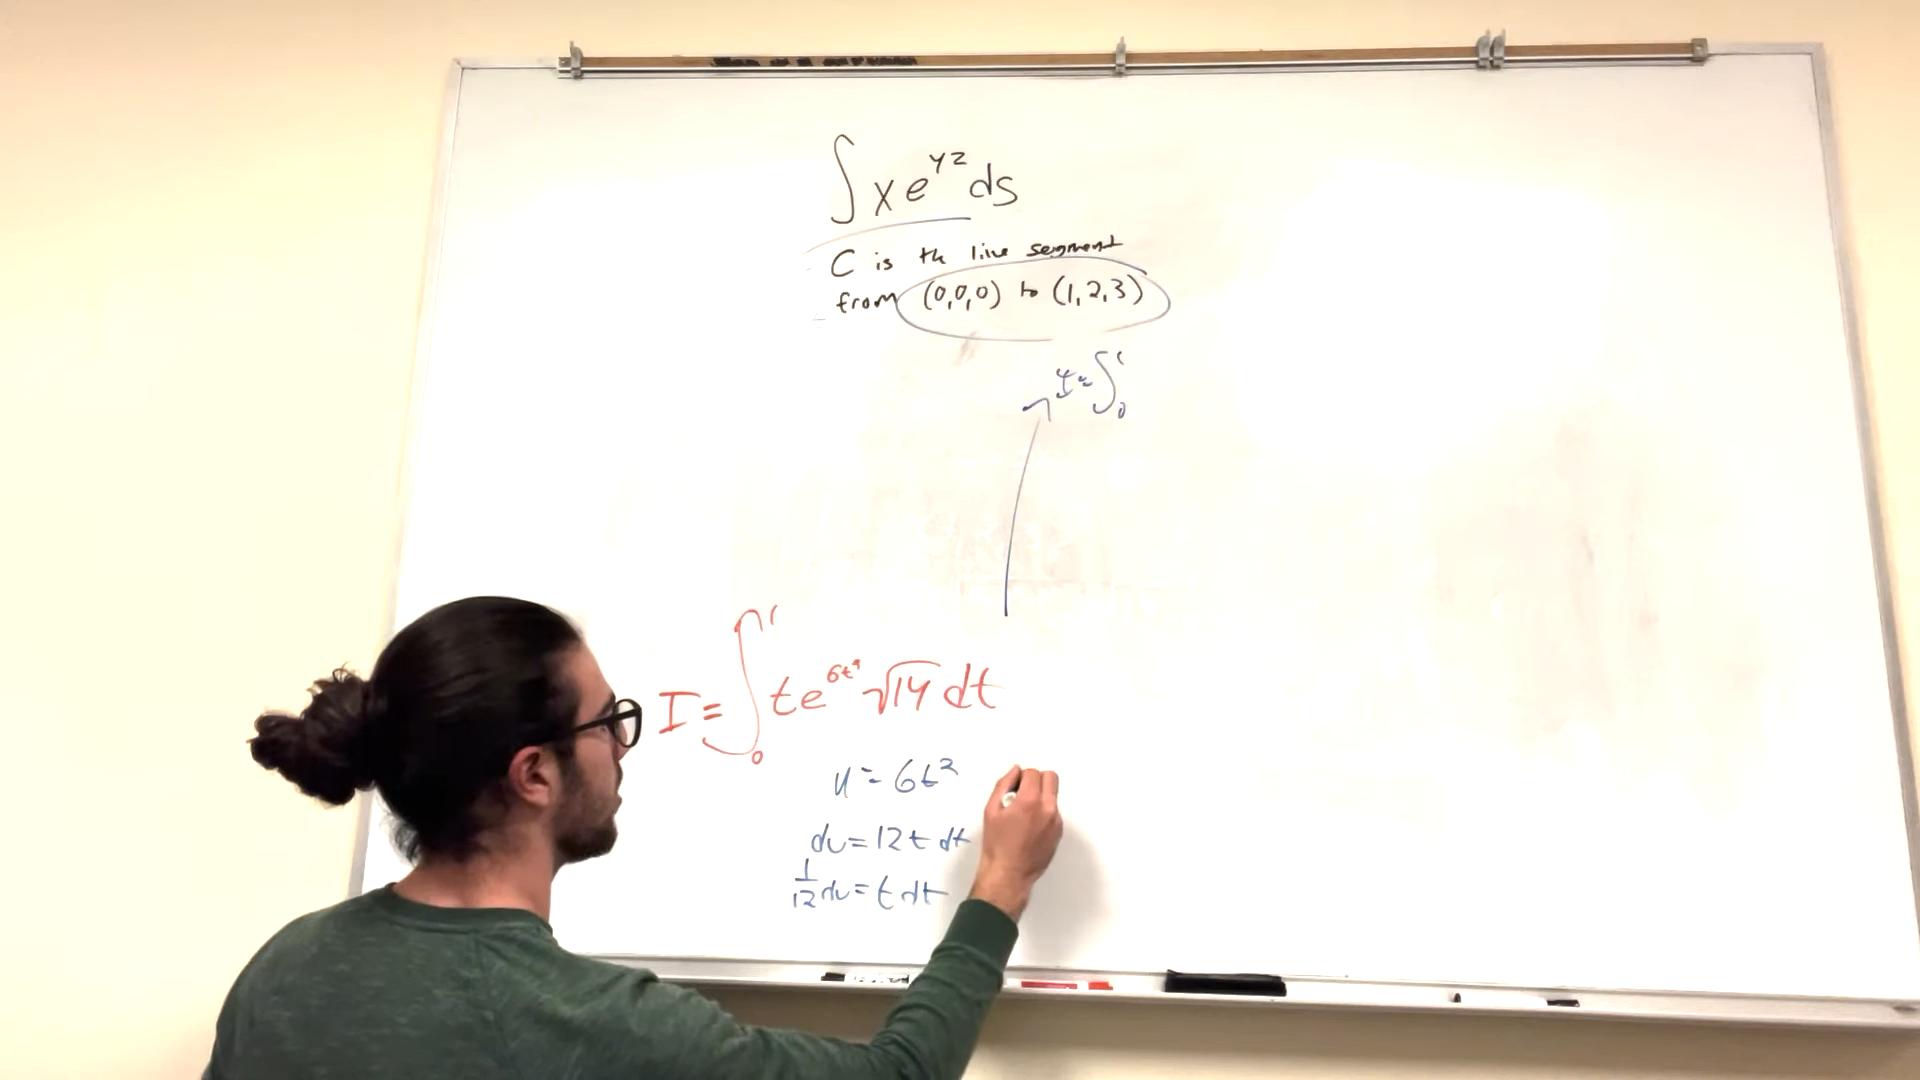 ∫ x e^{yz} ds
C is th line segment
from (0,0,0) to (1,2,3)
I = ∫_0^1
I = ∫_0^1 t e^{6t²} √14 dt
u = 6t²
du = 12t dt
1/12 du = t dt